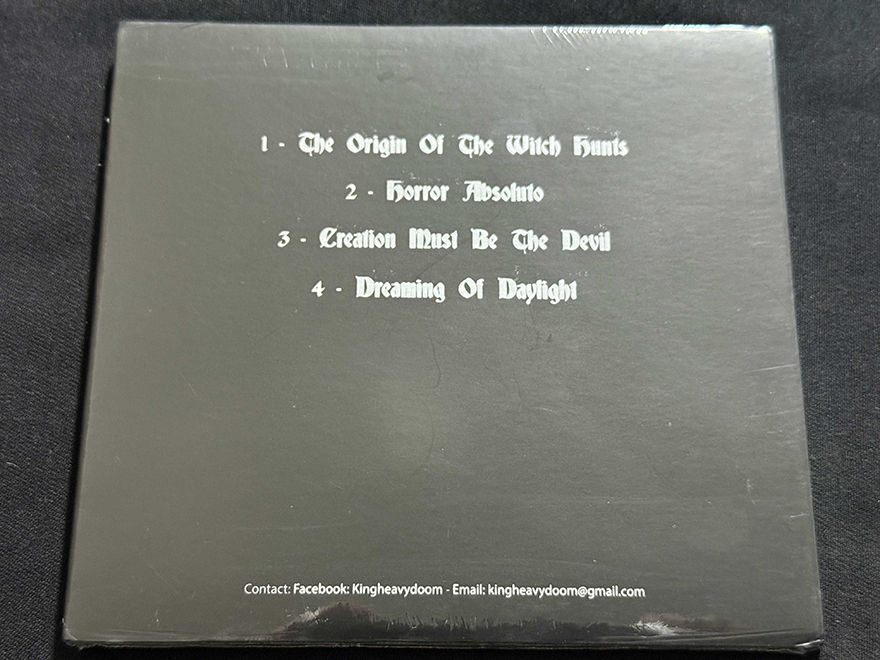 1 - The Origin Of The Witch Hunts
2 - Horror Absoluto
3 - Creation Must Be The Devil
4 - Dreaming Of Daylight
Contact: Facebook: Kingheavydoom - Email: kingheavydoom@gmail.com